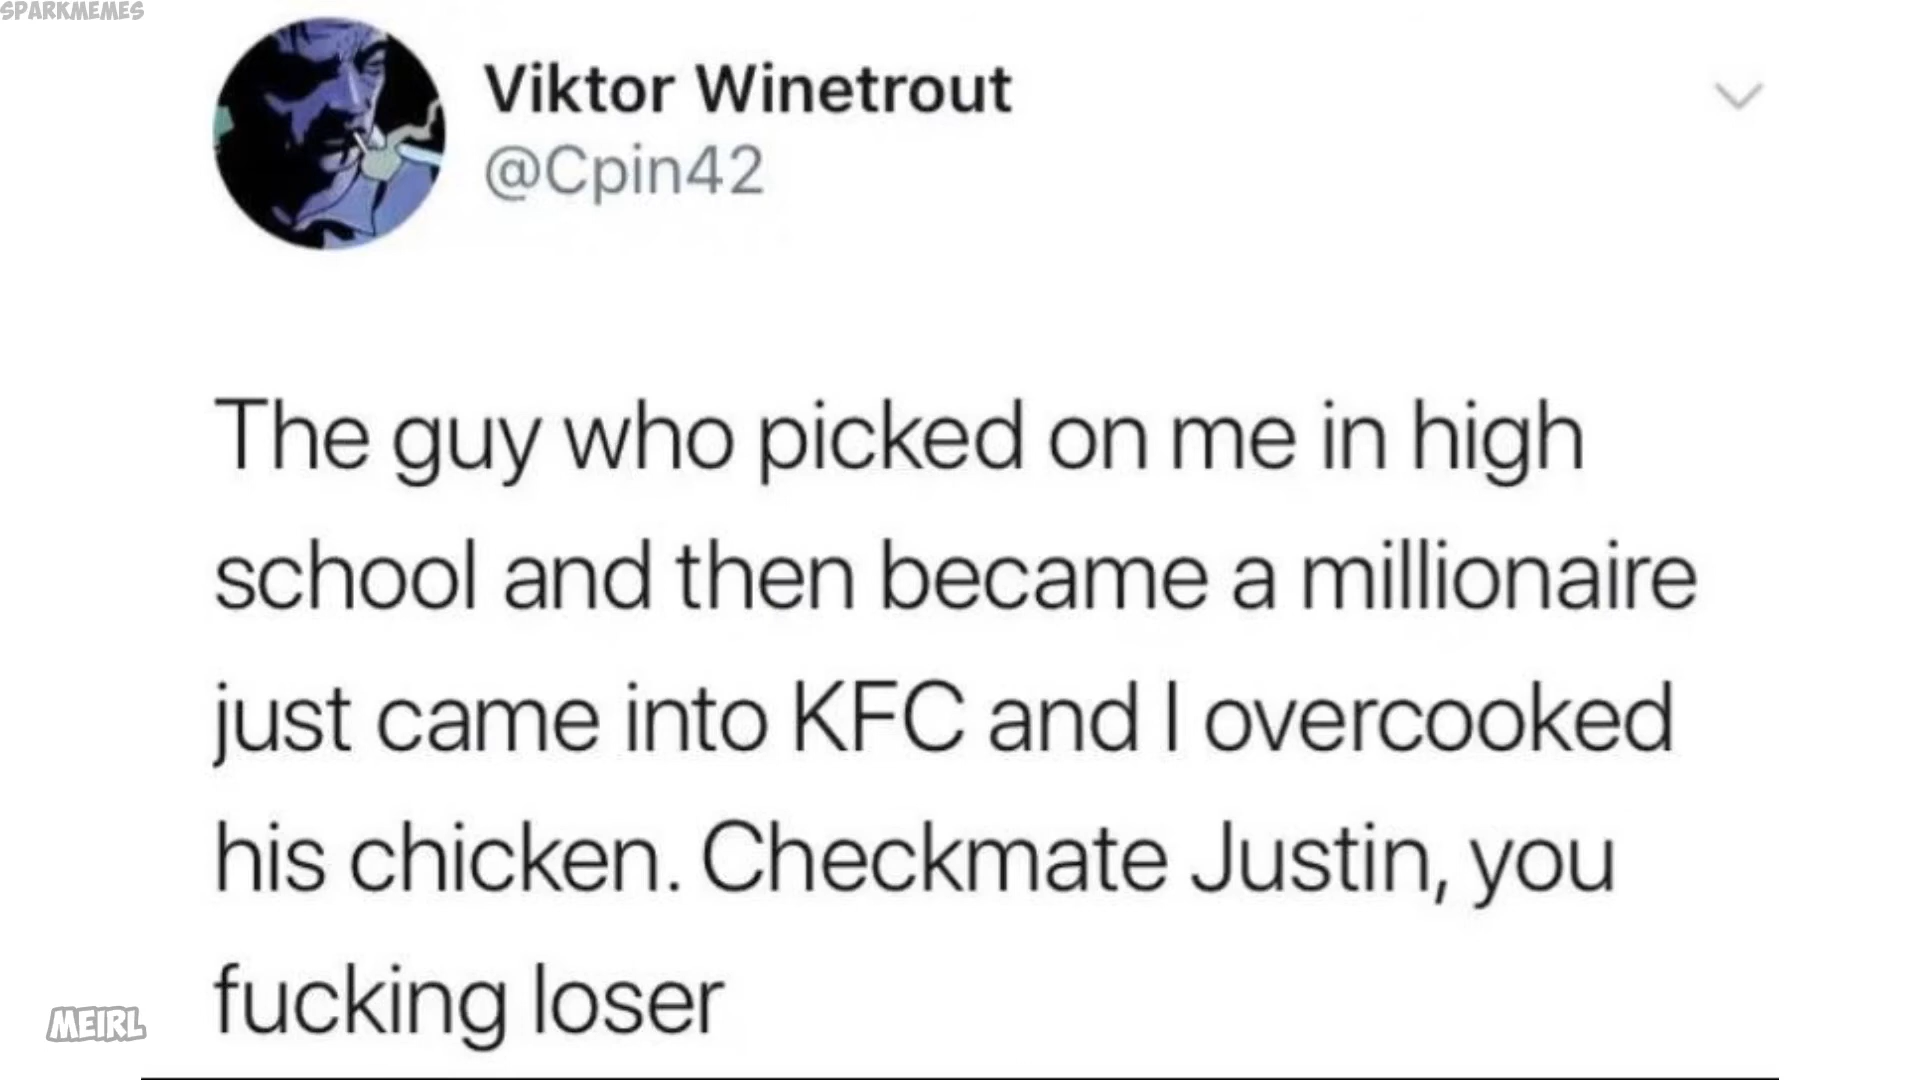 SPARKMEMES
Viktor Winetrout
@Cpin42
The guy who picked on me in high
school and then became a millionaire
just came into KFC and I overcooked
his chicken. Checkmate Justin, you
fucking loser
MEIRL